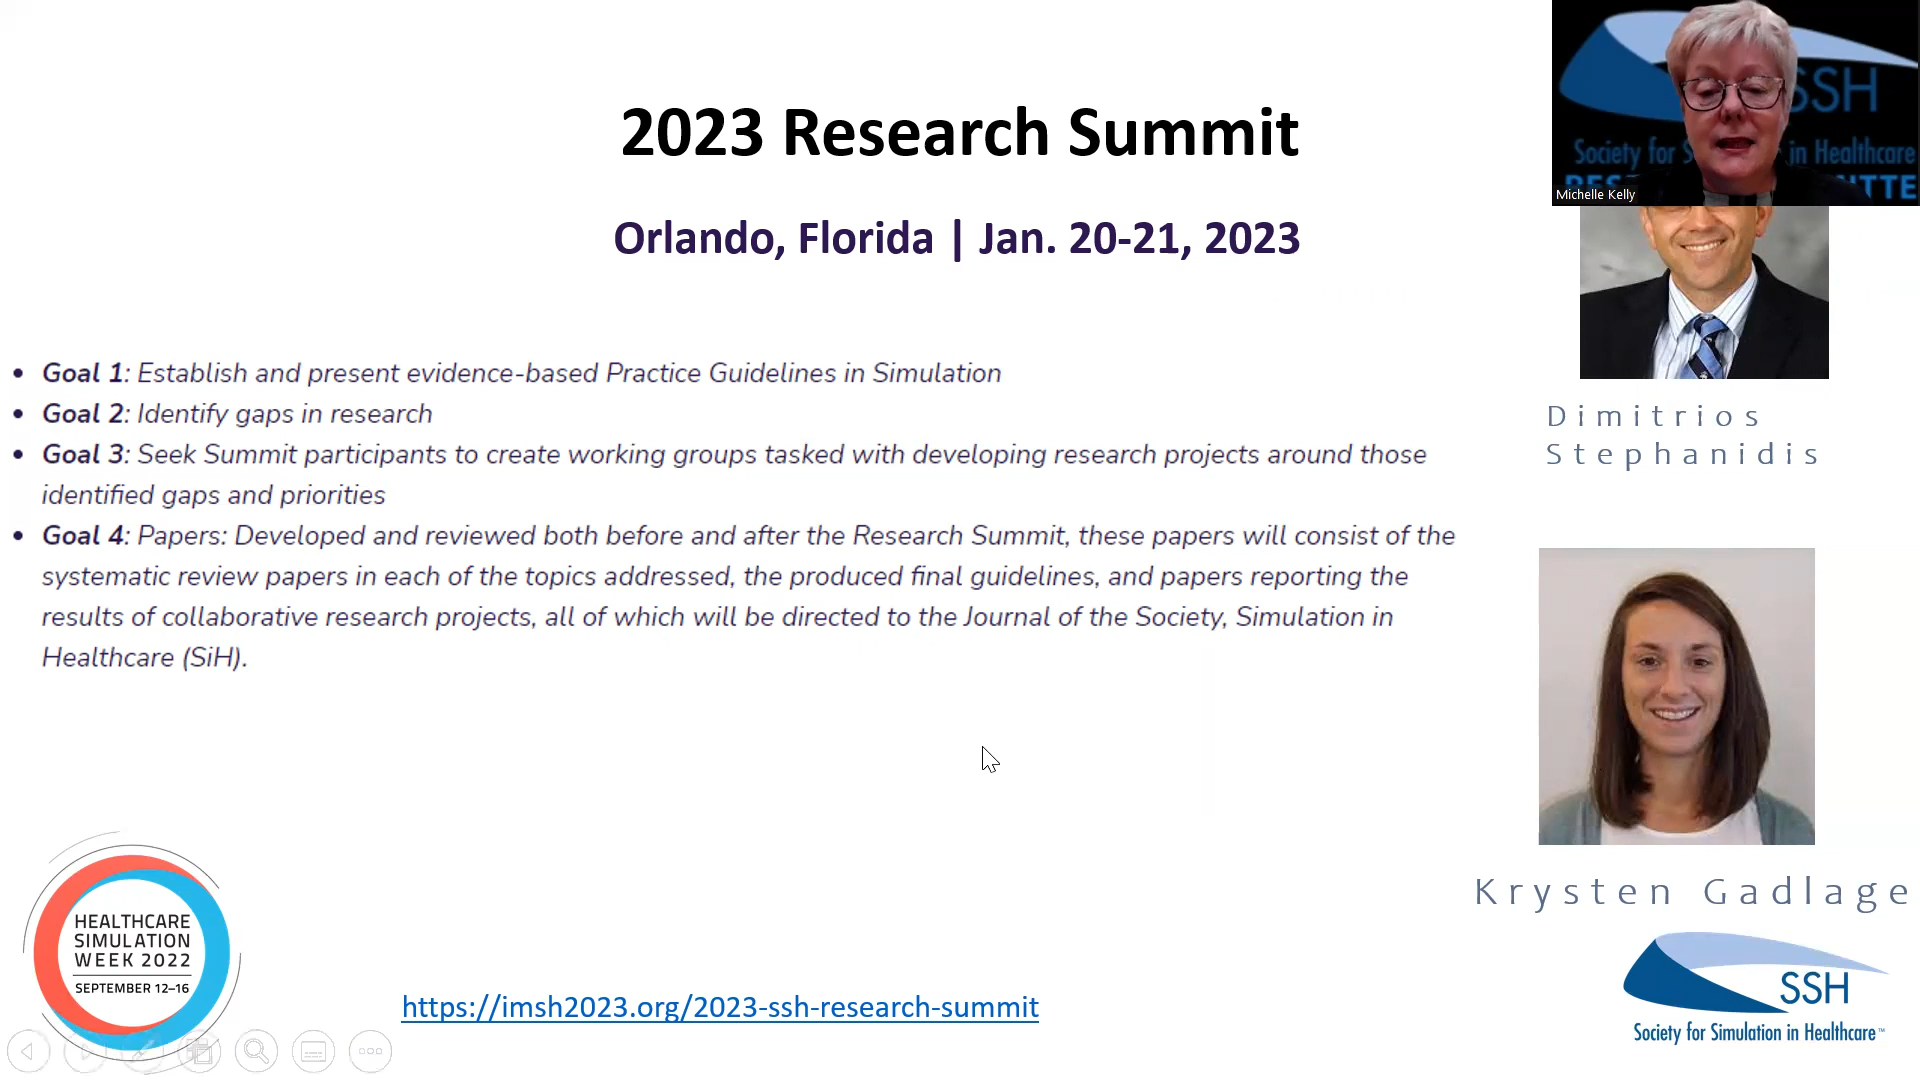 2023 Research Summit
Orlando, Florida | Jan. 20-21, 2023
• Goal 1: Establish and present evidence-based Practice Guidelines in Simulation
• Goal 2: Identify gaps in research
• Goal 3: Seek Summit participants to create working groups tasked with developing research projects around those
identified gaps and priorities
• Goal 4: Papers: Developed and reviewed both before and after the Research Summit, these papers will consist of the
systematic review papers in each of the topics addressed, the produced final guidelines, and papers reporting the
results of collaborative research projects, all of which will be directed to the Journal of the Society, Simulation in
Healthcare (SiH).
SSH
Society for S in Healthcare
Michelle Kelly
Dimitrios
Stephanidis
Krysten Gadlage
HEALTHCARE
SIMULATION
WEEK 2022
SEPTEMBER 12–16
https://imsh2023.org/2023-ssh-research-summit
SSH
Society for Simulation in Healthcare™